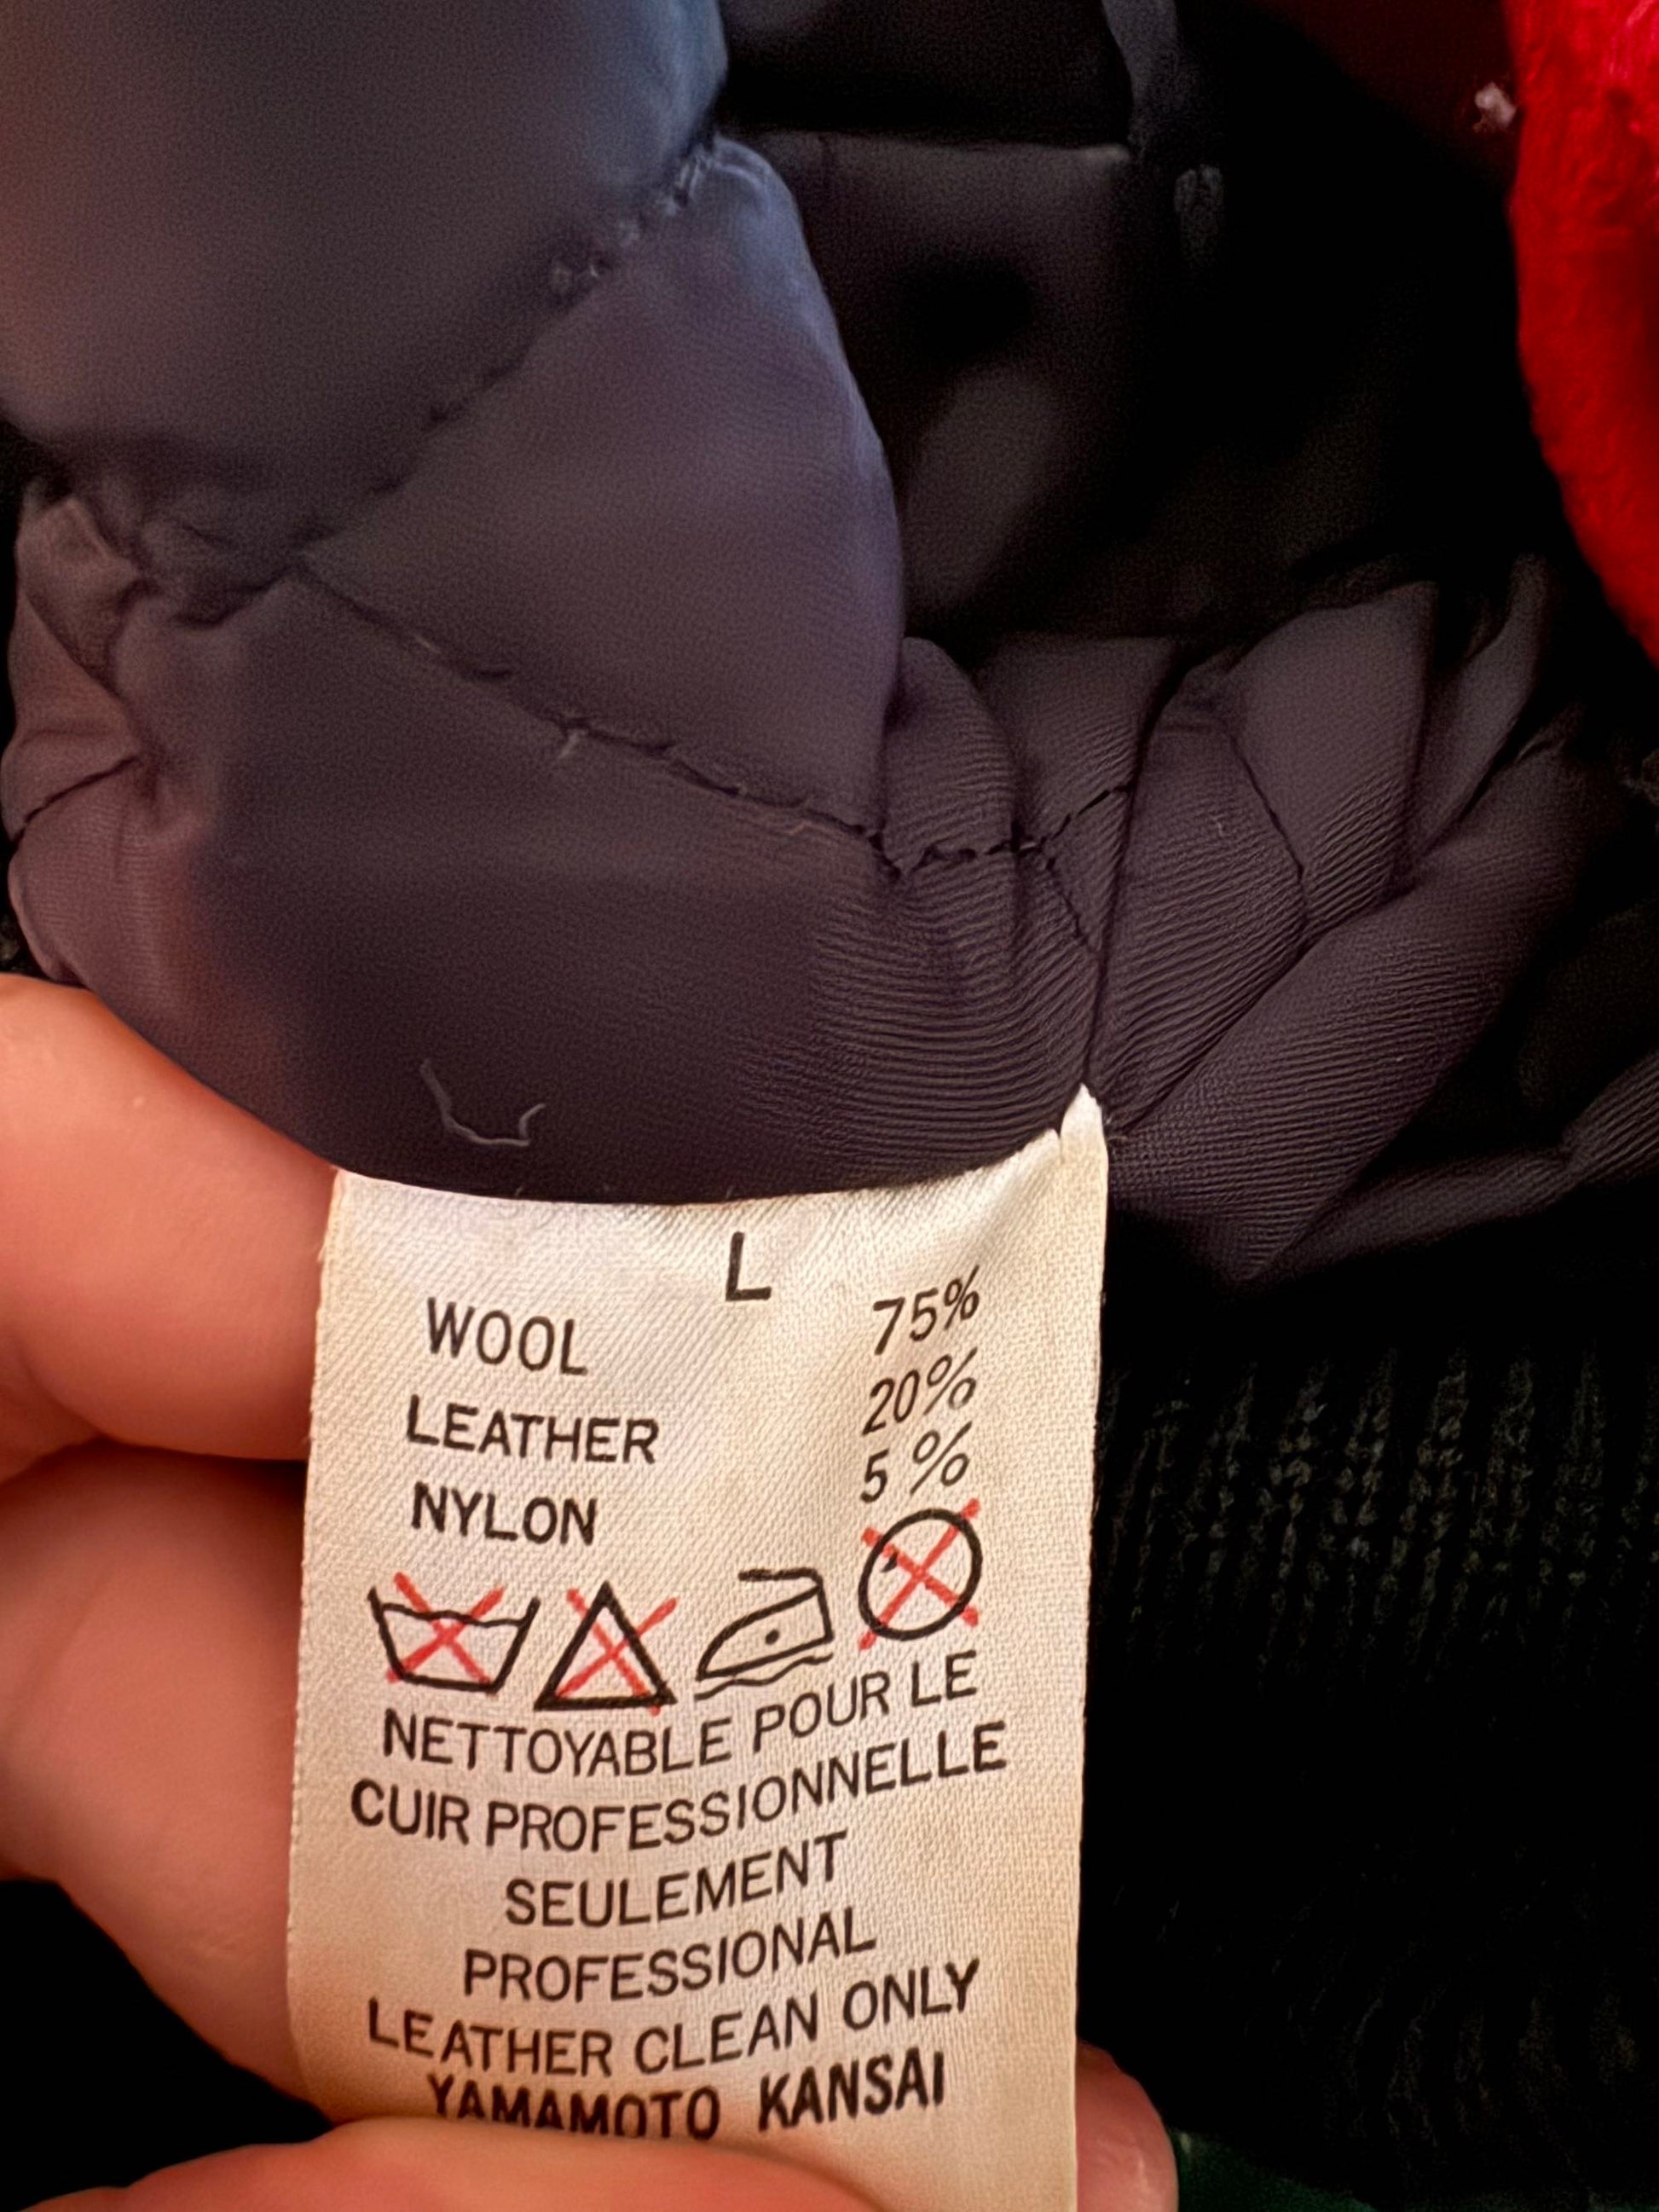 L
WOOL 75%
LEATHER 20%
NYLON 5%
NETTOYABLE POUR LE
CUIR PROFESSIONNELLE
SEULEMENT
PROFESSIONAL
LEATHER CLEAN ONLY
YAMAMOTO KANSAI